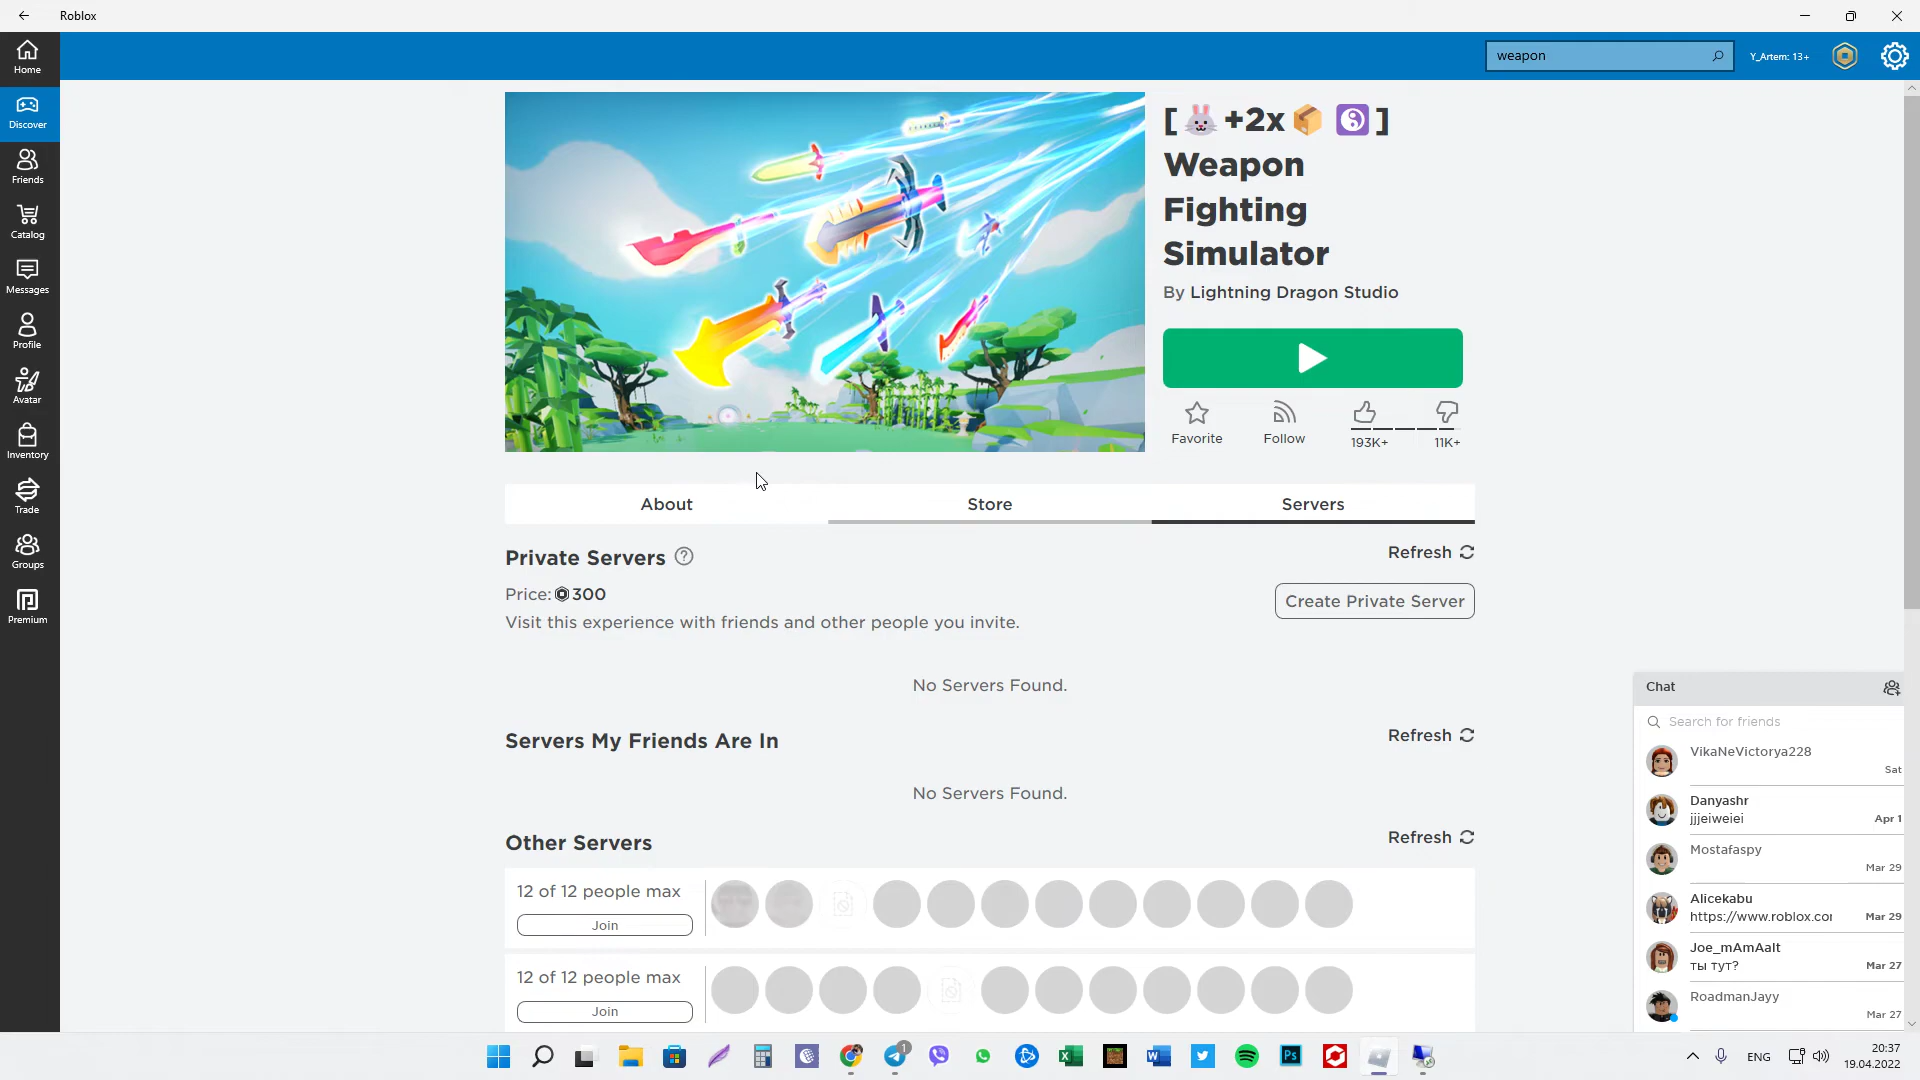 Roblox
Home
Discover
Friends
Catalog
Messages
Profile
Avatar
Inventory
Groups
Trade
Premium
weapon
Y_Artem: 13+
[ +2x ]
Weapon
Fighting
Simulator
By Lightning Dragon Studio
Favorite
Follow
193K+
11K+
About
Store
Servers
Private Servers
Refresh
Price: 300
Create Private Server
Visit this experience with friends and other people you invite.
No Servers Found.
Servers My Friends Are In
Refresh
No Servers Found.
Other Servers
Refresh
12 of 12 people max
Join
12 of 12 people max
Join
Chat
Search for friends
VikaNeVictorya228
Sat
Danyashr
jjjeiweiei
Apr 1
Mostafaspy
Mar 29
Alicekabu
https://www.roblox.cor
Mar 29
Joe_mAmAalt
ты тут?
Mar 27
RoadmanJayy
Mar 27
1
Ps
ENG
20:37
19.04.2022